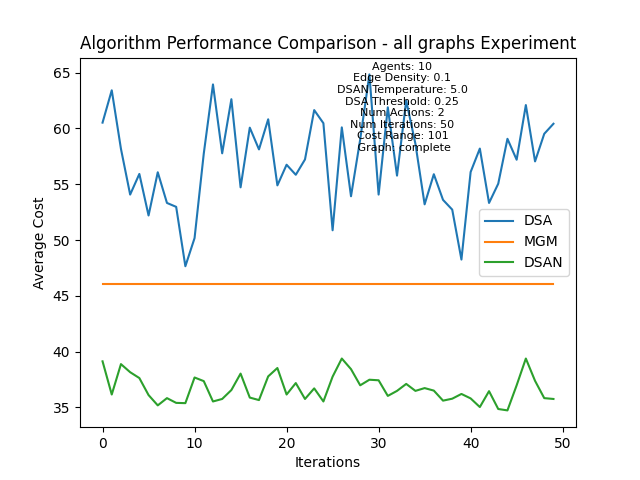 Algorithm Performance Comparison - all graphs Experiment
Agents: 10
Edge Density: 0.1
DSAN Temperature: 5.0
DSA Threshold: 0.25
Num Actions: 2
Num Iterations: 50
Cost Range: 101
Graph: complete
65
60
55
50
45
40
35
Average Cost
DSA
MGM
DSAN
0
10
20
30
40
50
Iterations